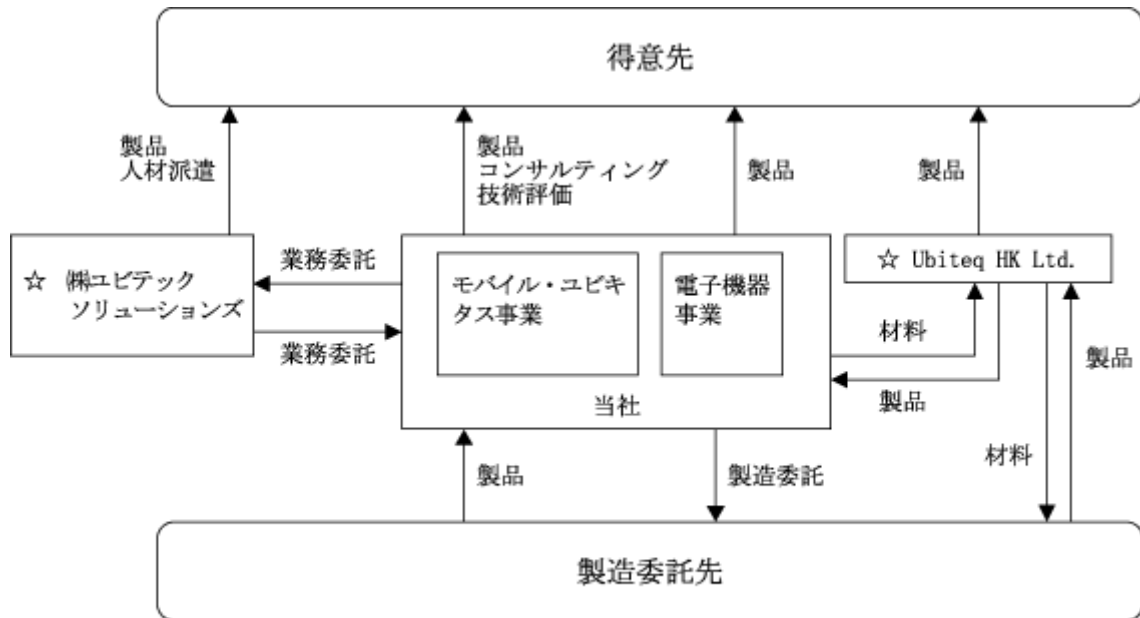 得意先
製品
人材派遣
製品
コンサルティング
技術評価
製品
製品
☆ ㈱ユビテック
ソリューションズ
業務委託
業務委託
モバイル・ユビキ
タス事業
電子機器
事業
当社
☆ Ubiteq HK Ltd.
材料
製品
製品
材料
製品
製造委託
製造委託先